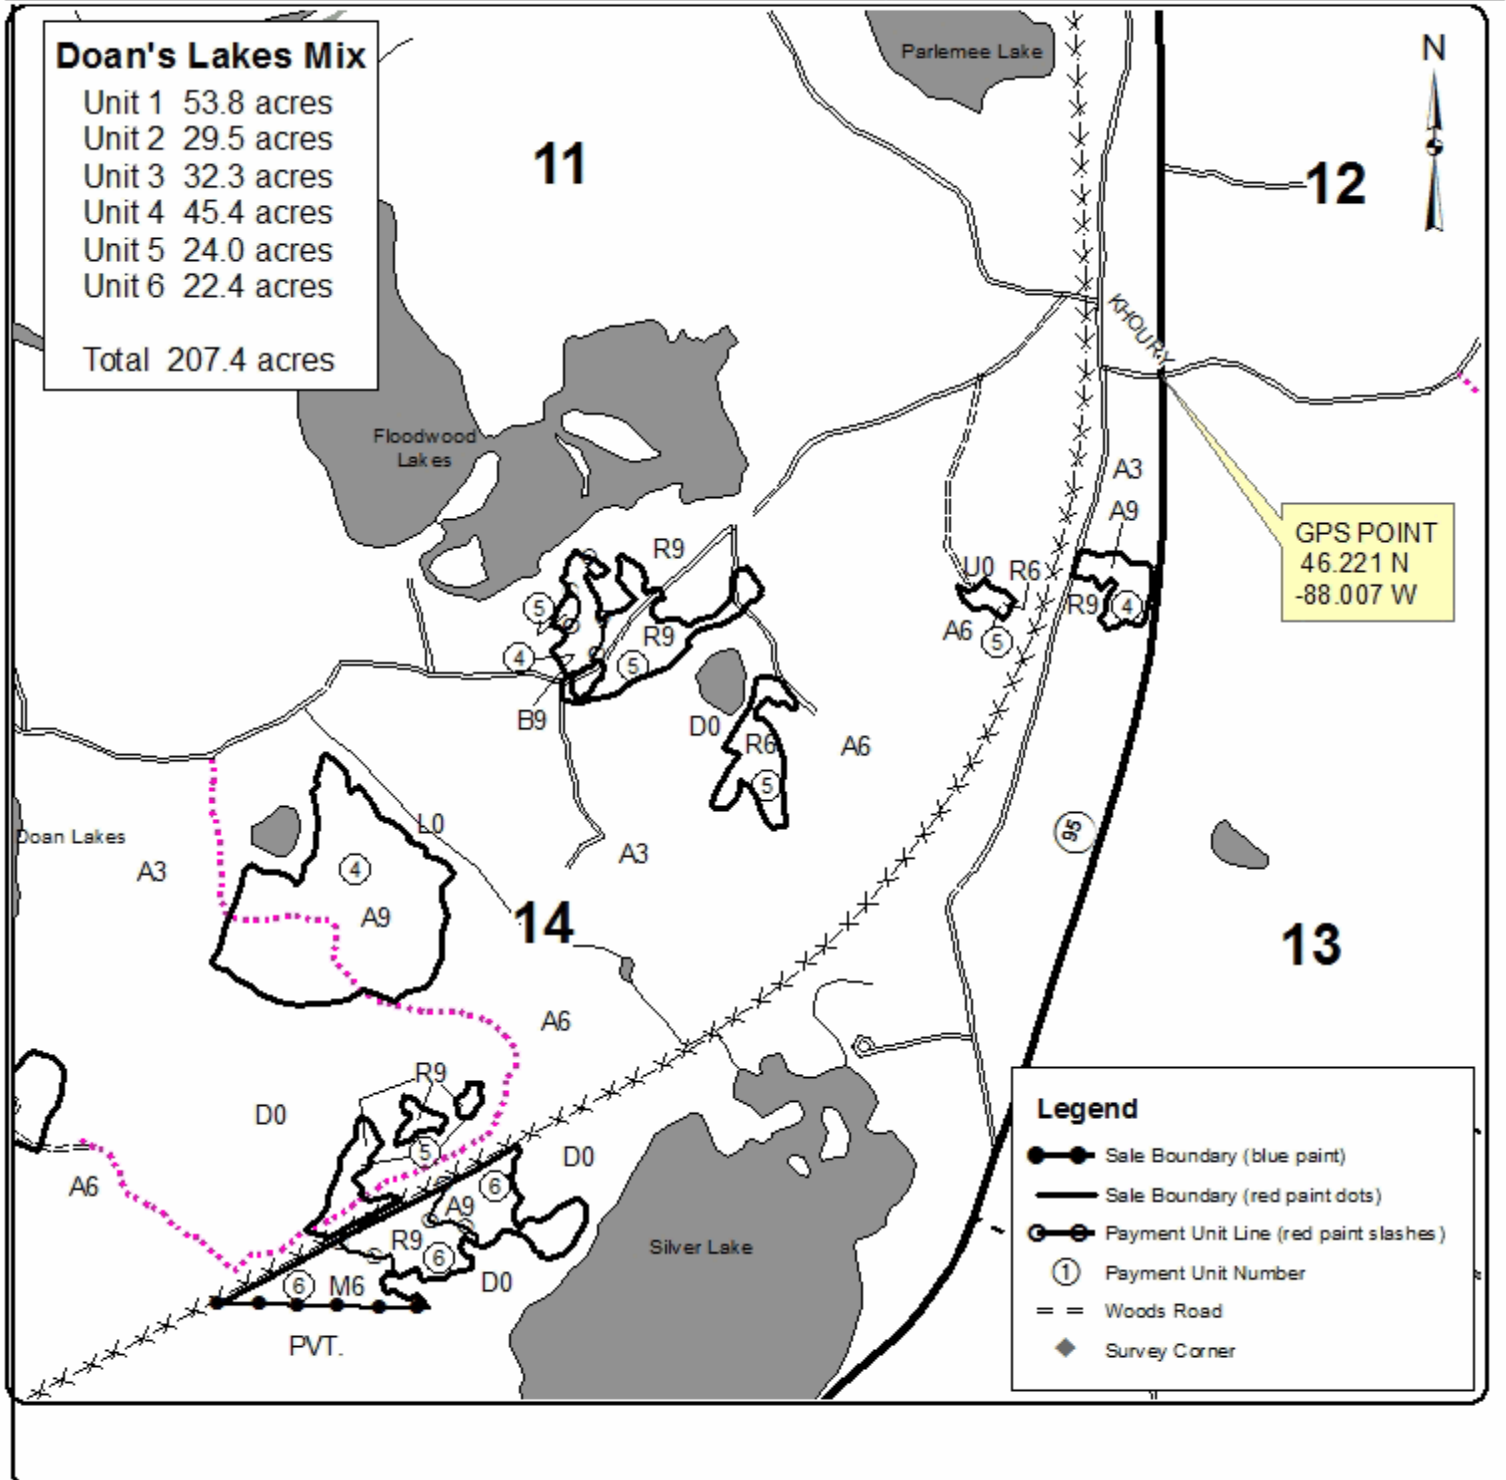 Doan's Lakes Mix
Unit 1 53.8 acres
Unit 2 29.5 acres
Unit 3 32.3 acres
Unit 4 45.4 acres
Unit 5 24.0 acres
Unit 6 22.4 acres
Total 207.4 acres
Parlemee Lake
N
11
12
KHOURY
Floodwood
Lakes
A3
A9
GPS POINT
46.221 N
-88.007 W
R9
U0
R6
5
R9
4
R9
A6
5
4
5
B9
D0
R6
A6
5
95
Doan Lakes
L0
A3
A3
4
A9
14
13
A6
R9
D0
5
D0
A6
6
A9
R9
6
Silver Lake
6
M6
D0
PVT.
Legend
Sale Boundary (blue paint)
Sale Boundary (red paint dots)
Payment Unit Line (red paint slashes)
1 Payment Unit Number
Woods Road
Survey Corner